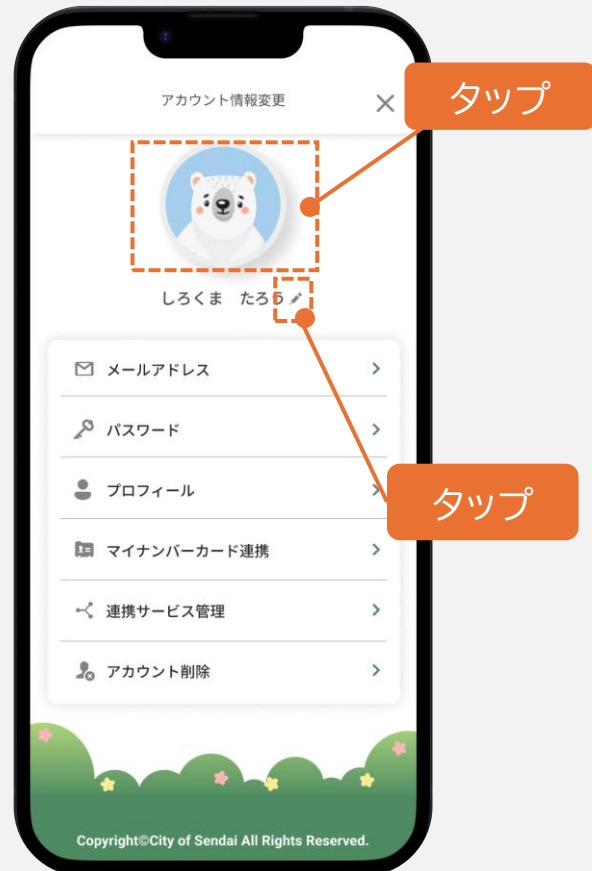 アカウント情報変更
タップ
しろくま　たろう
メールアドレス
パスワード
プロフィール
タップ
マイナンバーカード連携
連携サービス管理
アカウント削除
Copyright©City of Sendai All Rights Reserved.